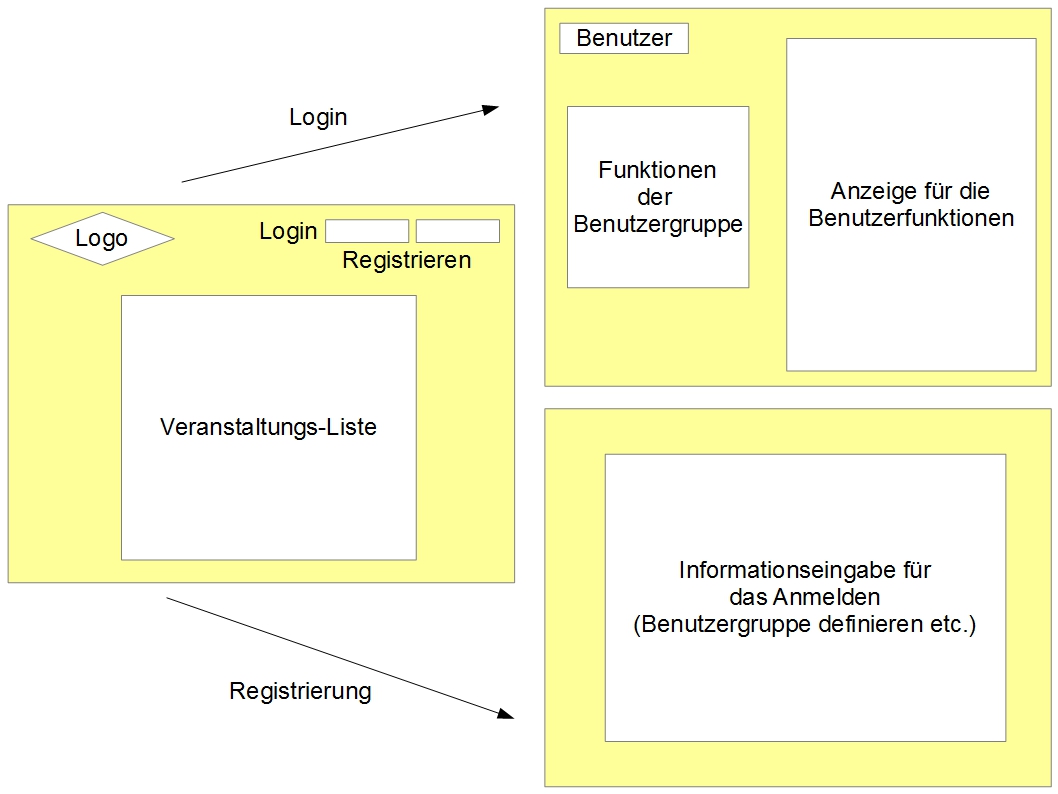 Login
Logo
Login
Registrieren
Veranstaltungs-Liste
Registrierung
Benutzer
Funktionen
der
Benutzergruppe
Anzeige für die
Benutzerfunktionen
Informationseingabe für
das Anmelden
(Benutzergruppe definieren etc.)